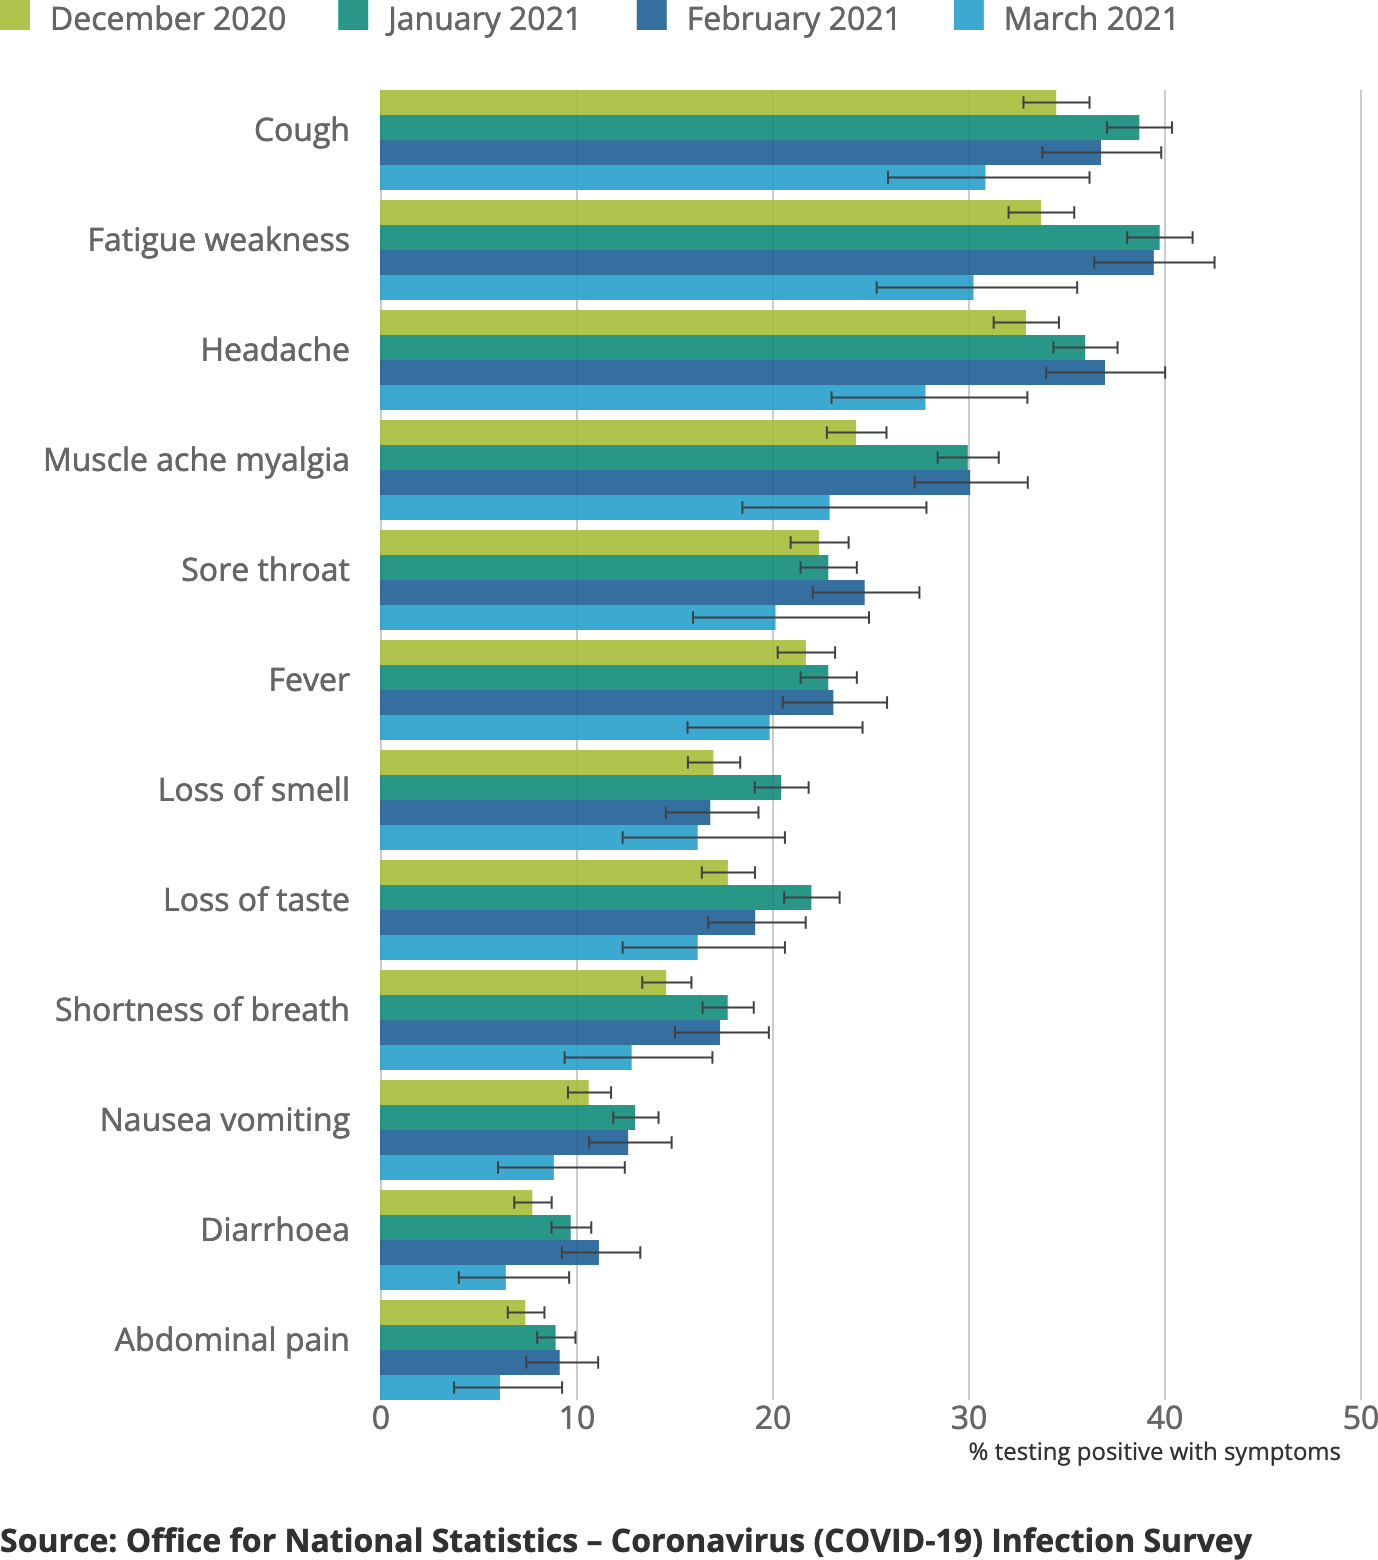 December 2020 January 2021 February 2021 March 2021
Cough
Fatigue weakness
Headache
Muscle ache myalgia
Sore throat
Fever
Loss of smell
Loss of taste
Shortness of breath
Nausea vomiting
Diarrhoea
Abdominal pain
0 10 20 30 40 50
% testing positive with symptoms
Source: Office for National Statistics – Coronavirus (COVID-19) Infection Survey